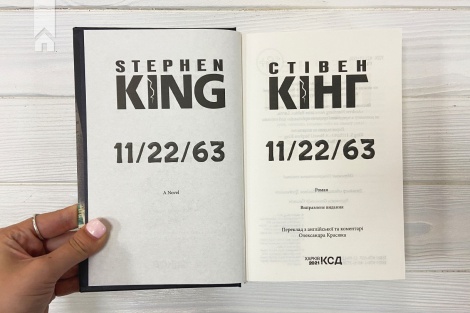 STEPHEN
KING
11/22/63
A Novel
СТІВЕН
КІНГ
11/22/63
Роман
Виправлене видання
Переклад з англійської та коментарі
Олександра Красюка
ХАРКІВ
2021
КСД